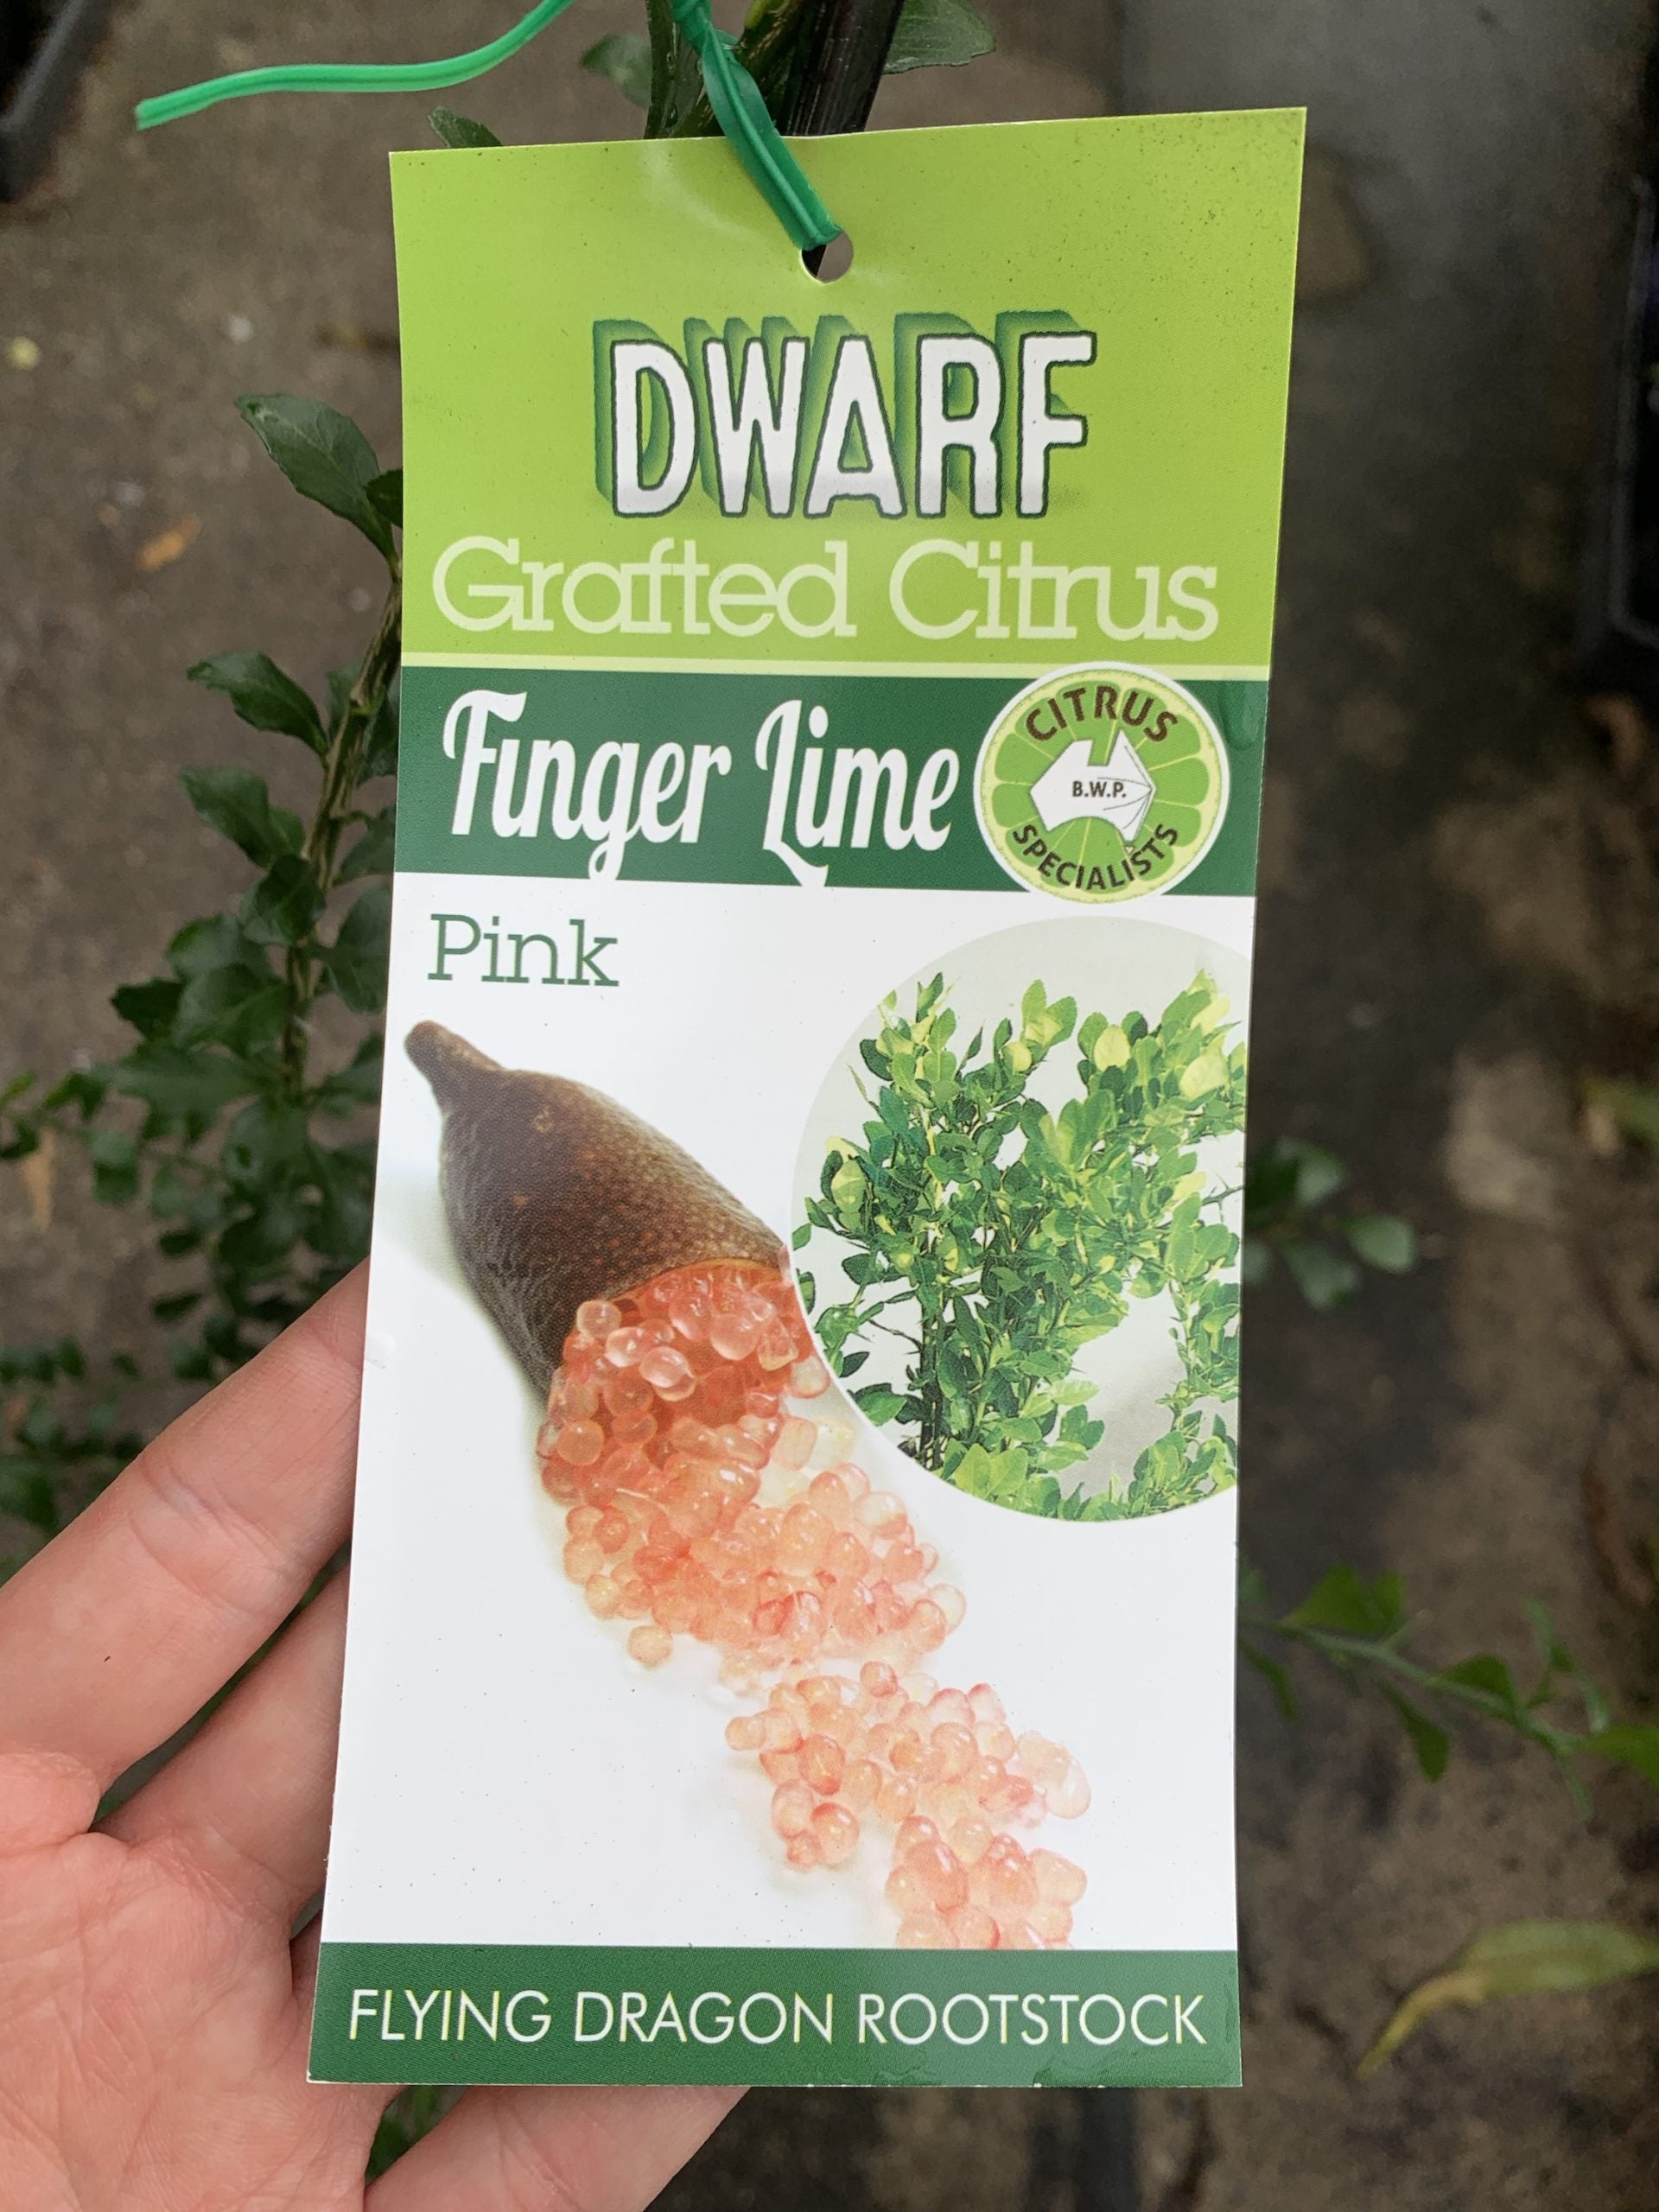 DWARF
Grafted Citrus
Finger Lime
CITRUS
B.W.P.
SPECIALISTS
Pink
FLYING DRAGON ROOTSTOCK